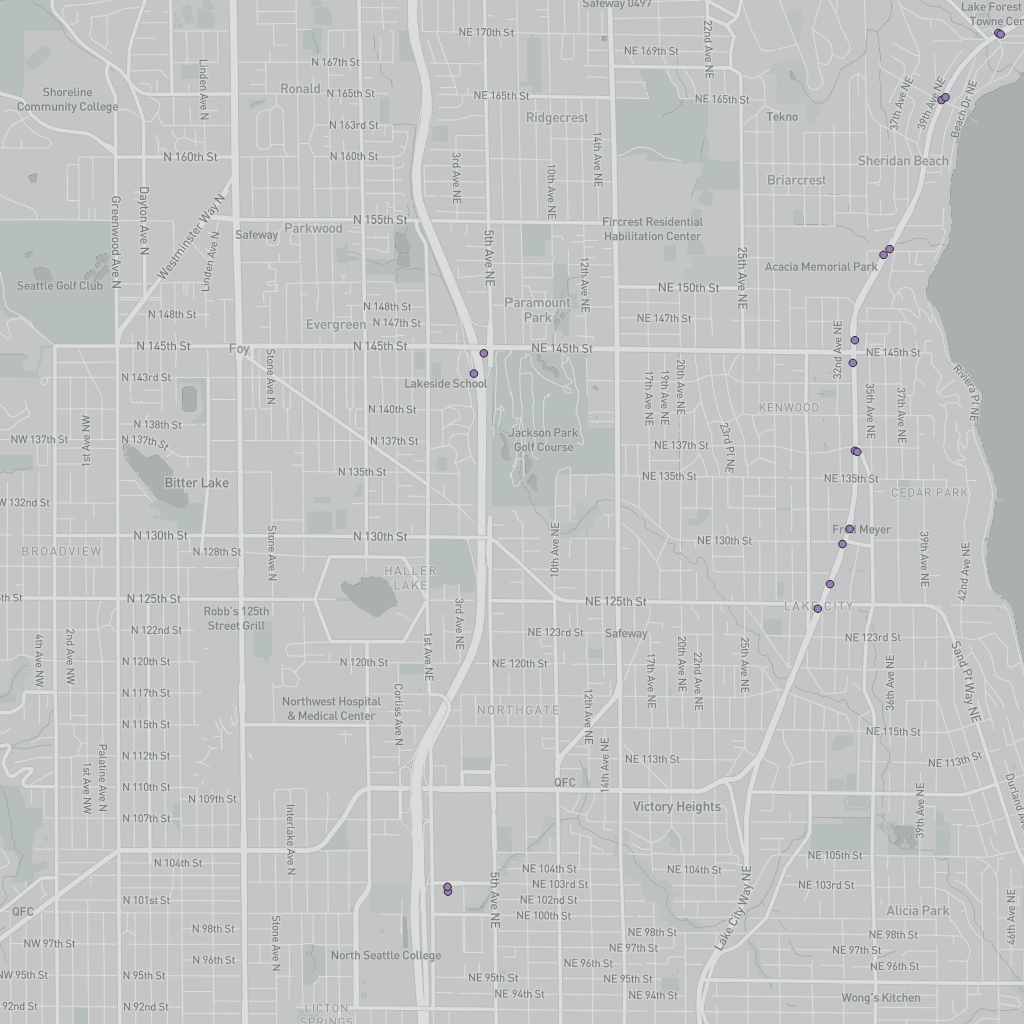 Safeway 0497
Lake Forest
Towne Cen
NE 170th St
22nd Ave NE
NE 169th St
N 167th St
Linden Ave N
Shoreline
Community College
Ronald
N 165th St
NE 165th St
NE 165th St
37th Ave NE
39th Ave NE
Beach Dr NE
Ridgecrest
Tekno
N 163rd St
14th Ave NE
N 160th St
N 160th St
3rd Ave NE
Sheridan Beach
10th Ave NE
Briarcrest
Dayton Ave N
Greenwood Ave N
Westminster Way N
N 155th St
Fircrest Residential
Habilitation Center
Safeway
Parkwood
5th Ave NE
Linden Ave N
12th Ave NE
25th Ave NE
Acacia Memorial Park
Seattle Golf Club
NE 150th St
Paramount
Park
N 148th St
N 148th St
Evergreen
N 147th St
NE 147th St
32nd Ave NE
N 145th St
Foy
N 145th St
NE 145th St
NE 145th St
Stone Ave N
N 143rd St
Lakeside School
17th Ave NE
19th Ave NE
20th Ave NE
35th Ave NE
37th Ave NE
Riviera Pl NE
N 140th St
KENWOOD
N 138th St
1st Ave NW
NW 137th St
N 137th St
N 137th St
Jackson Park
Golf Course
NE 137th St
23rd Pl NE
N 135th St
NE 135th St
NE 135th St
Bitter Lake
CEDAR PARK
W 132nd St
N 130th St
N 130th St
10th Ave NE
NE 130th St
Fred Meyer
BROADVIEW
N 128th St
Stone Ave N
HALLER
LAKE
39th Ave NE
42nd Ave NE
5th St
N 125th St
NE 125th St
LAKE CITY
Robb's 125th
Street Grill
3rd Ave NE
N 122nd St
1st Ave NE
NE 123rd St
Safeway
NE 123rd St
4th Ave NW
2nd Ave NW
N 120th St
N 120th St
NE 120th St
17th Ave NE
20th Ave NE
22nd Ave NE
25th Ave NE
36th Ave NE
Sand Pt Way NE
N 117th St
Corliss Ave N
Northwest Hospital
& Medical Center
NORTHGATE
12th Ave NE
N 115th St
NE 115th St
N 112th St
NE 113th St
NE 113th St
Palatine Ave N
1st Ave NW
14th Ave NE
N 110th St
QFC
N 109th St
Victory Heights
Durland Av
39th Ave NE
N 107th St
Interlake Ave N
N 104th St
NE 104th St
NE 104th St
NE 105th St
NE 103rd St
NE 103rd St
N 101st St
5th Ave NE
NE 102nd St
Lake City Way NE
QFC
NE 100th St
Alicia Park
46th Ave NE
N 98th St
NE 98th St
NE 98th St
NW 97th St
Stone Ave N
NE 97th St
NE 97th St
North Seattle College
N 96th St
NE 96th St
NE 96th St
NW 95th St
N 95th St
NE 95th St
NE 95th St
NE 94th St
NE 94th St
Wong's Kitchen
92nd St
N 92nd St
N 92nd St
LICTON
SPRINGS